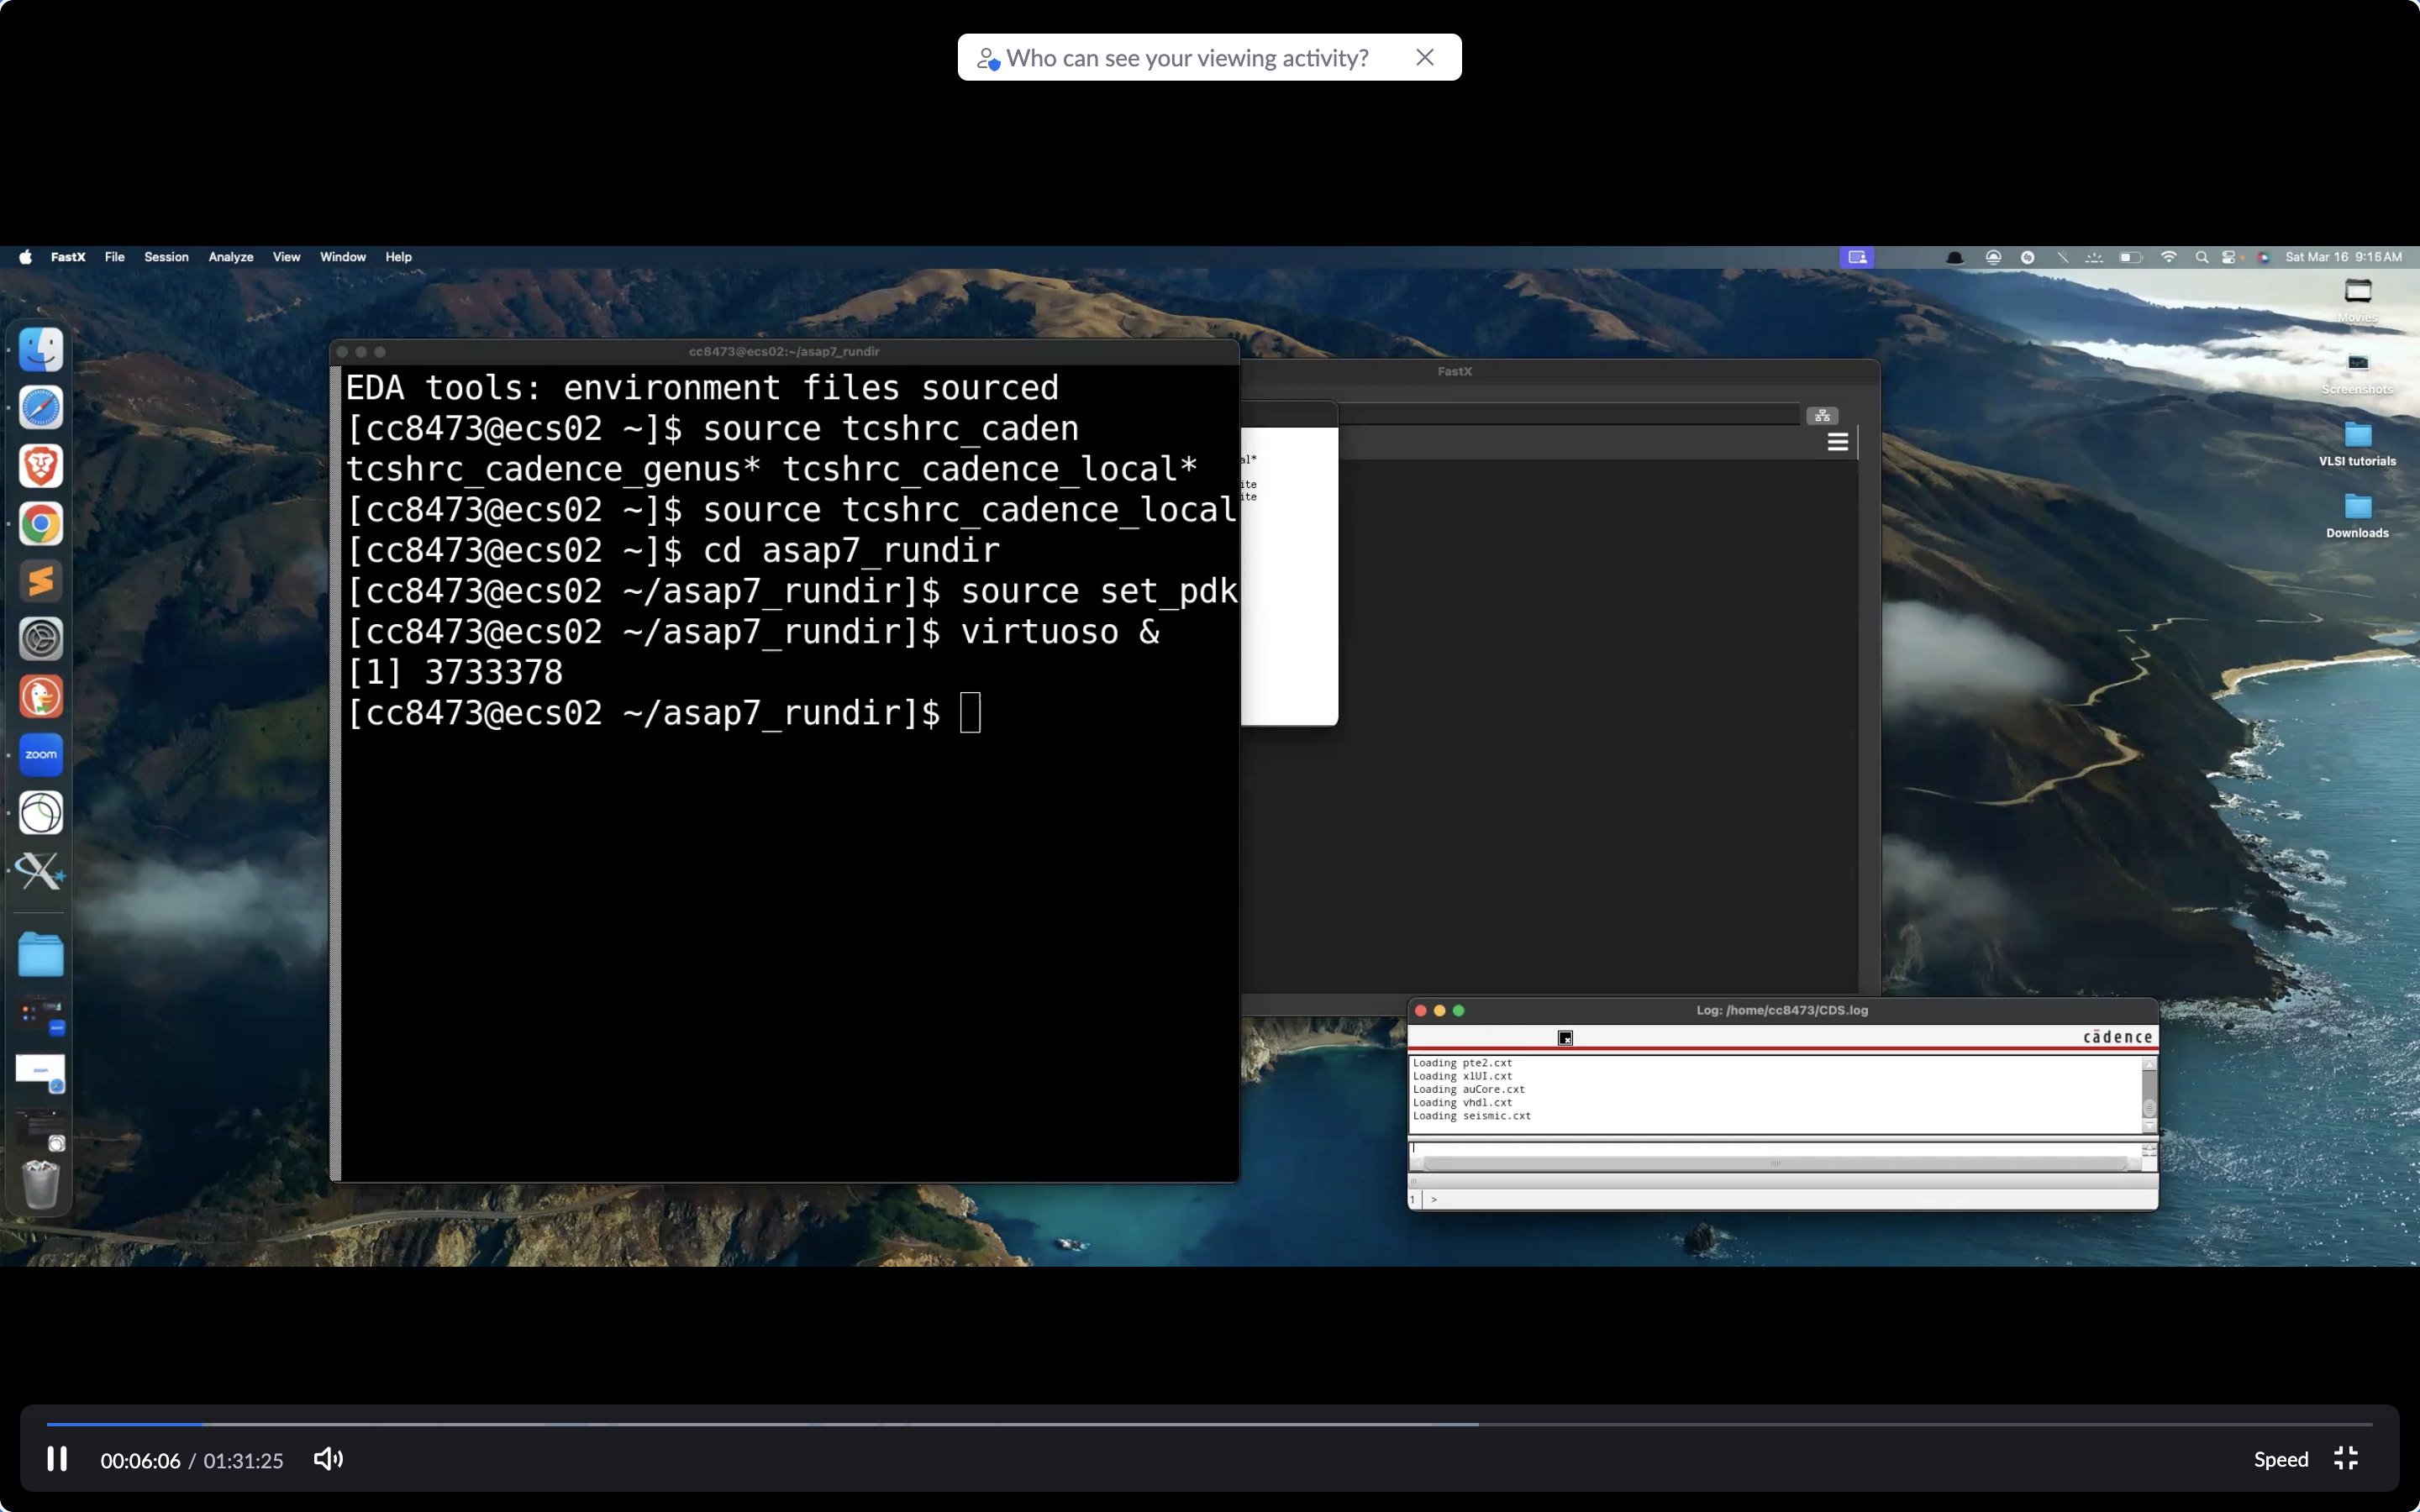 Who can see your viewing activity?
FastX File Session Analyze View Window Help
Sat Mar 16 9:16 AM
Movies
Screenshots
VLSI tutorials
Downloads
cc8473@ecs02:~/asap7_rundir
EDA tools: environment files sourced
[cc8473@ecs02 ~]$ source tcshrc_caden
tcshrc_cadence_genus* tcshrc_cadence_local*
[cc8473@ecs02 ~]$ source tcshrc_cadence_local
[cc8473@ecs02 ~]$ cd asap7_rundir
[cc8473@ecs02 ~/asap7_rundir]$ source set_pdk
[cc8473@ecs02 ~/asap7_rundir]$ virtuoso &
[1] 3733378
[cc8473@ecs02 ~/asap7_rundir]$
FastX
al*
ite
ite
zoom
Log: /home/cc8473/CDS.log
cādence
Loading pte2.cxt
Loading xlUI.cxt
Loading auCore.cxt
Loading vhdl.cxt
Loading seismic.cxt
1 >
00:06:06 / 01:31:25
Speed